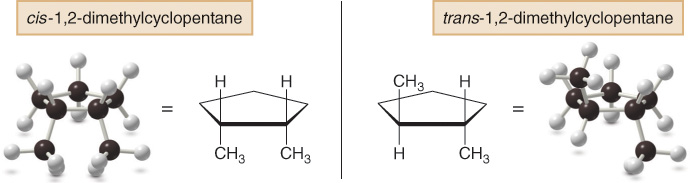 cis-1,2-dimethylcyclopentane
trans-1,2-dimethylcyclopentane
H H
=
CH3 CH3
CH3 H
=
H CH3